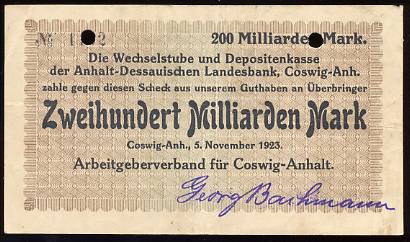 № 200 Milliarden Mark.
Die Wechselstube und Depositenkasse
der Anhalt-Dessauischen Landesbank, Coswig-Anh.
zahle gegen diesen Scheck aus unserem Guthaben an Überbringer
Zweihundert Milliarden Mark
Coswig-Anh., 5. November 1923.
Arbeitgeberverband für Coswig-Anhalt.
Georg Bachmann